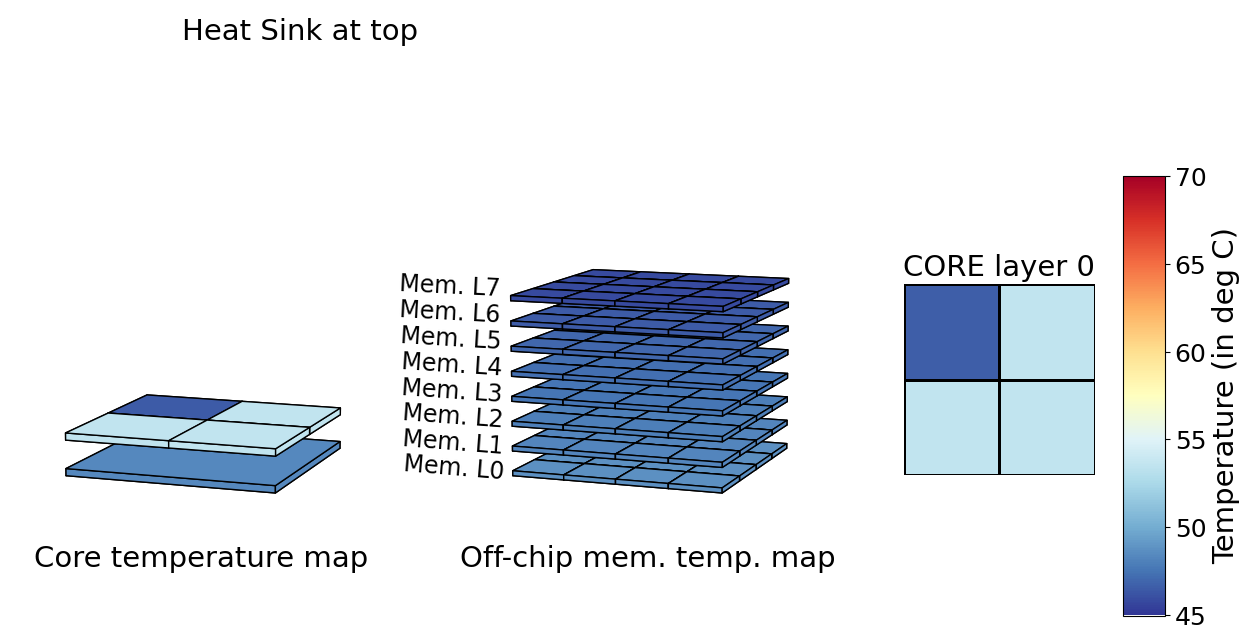 Heat Sink at top
Mem. L7
Mem. L6
Mem. L5
Mem. L4
Mem. L3
Mem. L2
Mem. L1
Mem. L0
Core temperature map
Off-chip mem. temp. map
CORE layer 0
70
65
60
55
50
45
Temperature (in deg C)